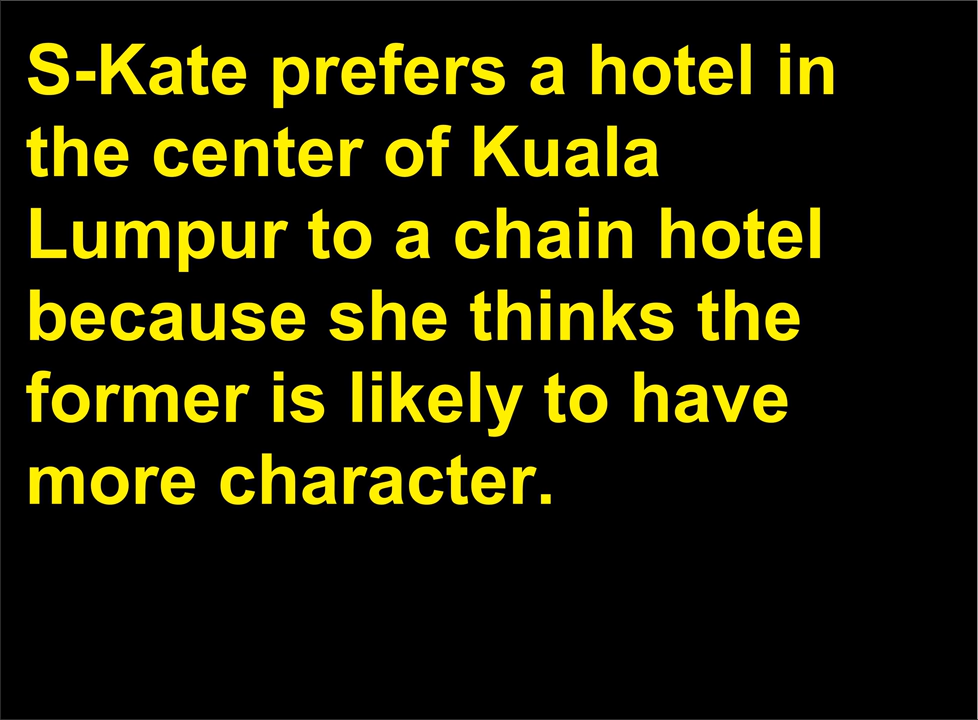 S-Kate prefers a hotel in
the center of Kuala
Lumpur to a chain hotel
because she thinks the
former is likely to have
more character.